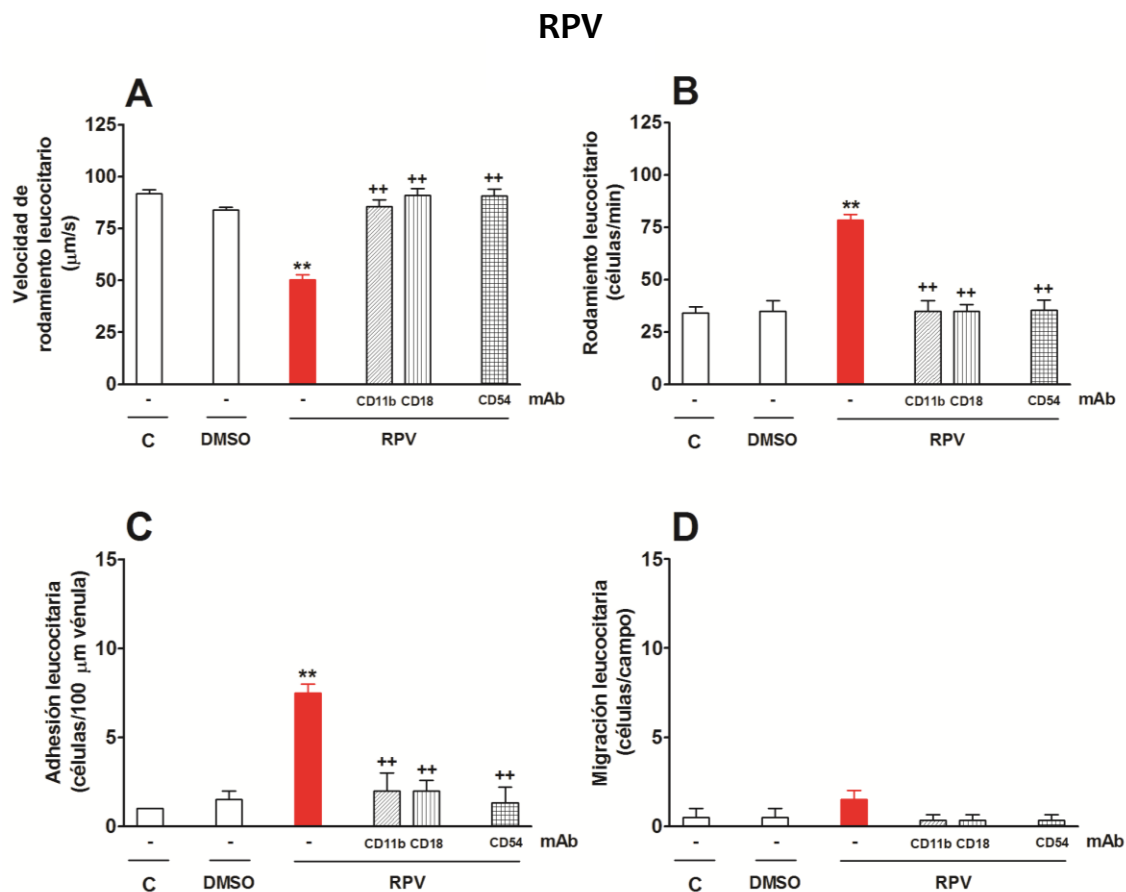 RPV
A
Velocidad de
rodamiento leucocitario
(μm/s)
125
100
75
50
25
0
**
++
++
++
-
-
-
CD11b CD18
CD54
mAb
C
DMSO
RPV
B
Rodamiento leucocitario
(células/min)
125
100
75
50
25
0
**
++
++
++
-
-
-
CD11b CD18
CD54
mAb
C
DMSO
RPV
C
Adhesión leucocitaria
(células/100 μm vénula)
15
10
5
0
**
++
++
++
-
-
-
CD11b CD18
CD54
mAb
C
DMSO
RPV
D
Migración leucocitaria
(células/campo)
15
10
5
0
-
-
-
CD11b CD18
CD54
mAb
C
DMSO
RPV